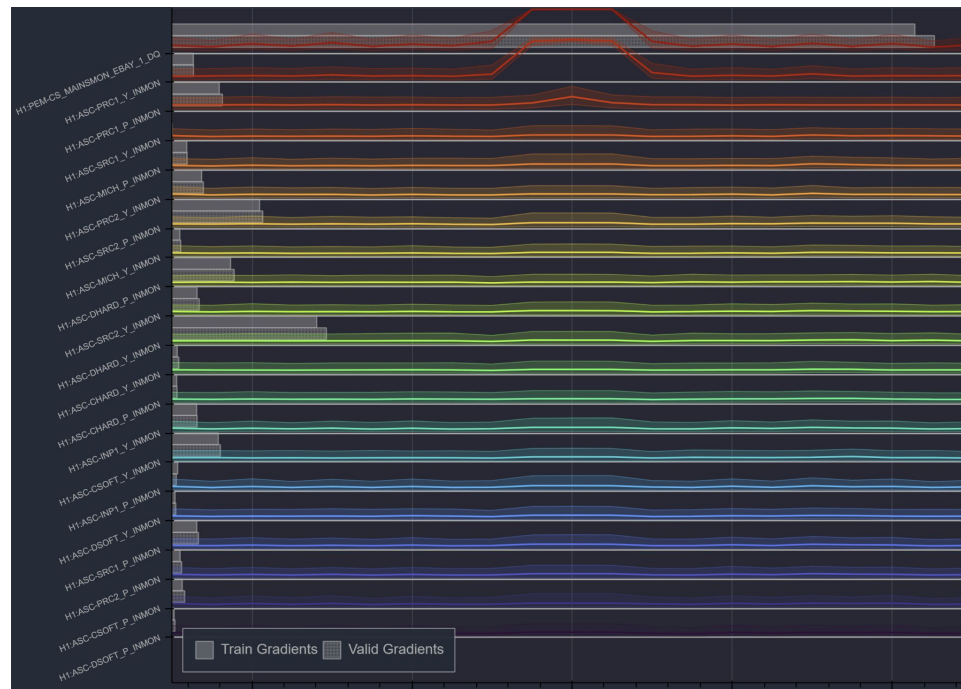 H1:PEM-CS_MAINSMON_EBAY_1_DQ
H1:ASC-PRC1_Y_INMON
H1:ASC-PRC1_P_INMON
H1:ASC-SRC1_Y_INMON
H1:ASC-MICH_P_INMON
H1:ASC-PRC2_Y_INMON
H1:ASC-SRC2_P_INMON
H1:ASC-MICH_Y_INMON
H1:ASC-DHARD_P_INMON
H1:ASC-SRC2_Y_INMON
H1:ASC-DHARD_Y_INMON
H1:ASC-CHARD_Y_INMON
H1:ASC-CHARD_P_INMON
H1:ASC-INP1_Y_INMON
H1:ASC-CSOFT_Y_INMON
H1:ASC-INP1_P_INMON
H1:ASC-DSOFT_Y_INMON
H1:ASC-SRC1_P_INMON
H1:ASC-PRC2_P_INMON
H1:ASC-CSOFT_P_INMON
H1:ASC-DSOFT_P_INMON
Train Gradients Valid Gradients